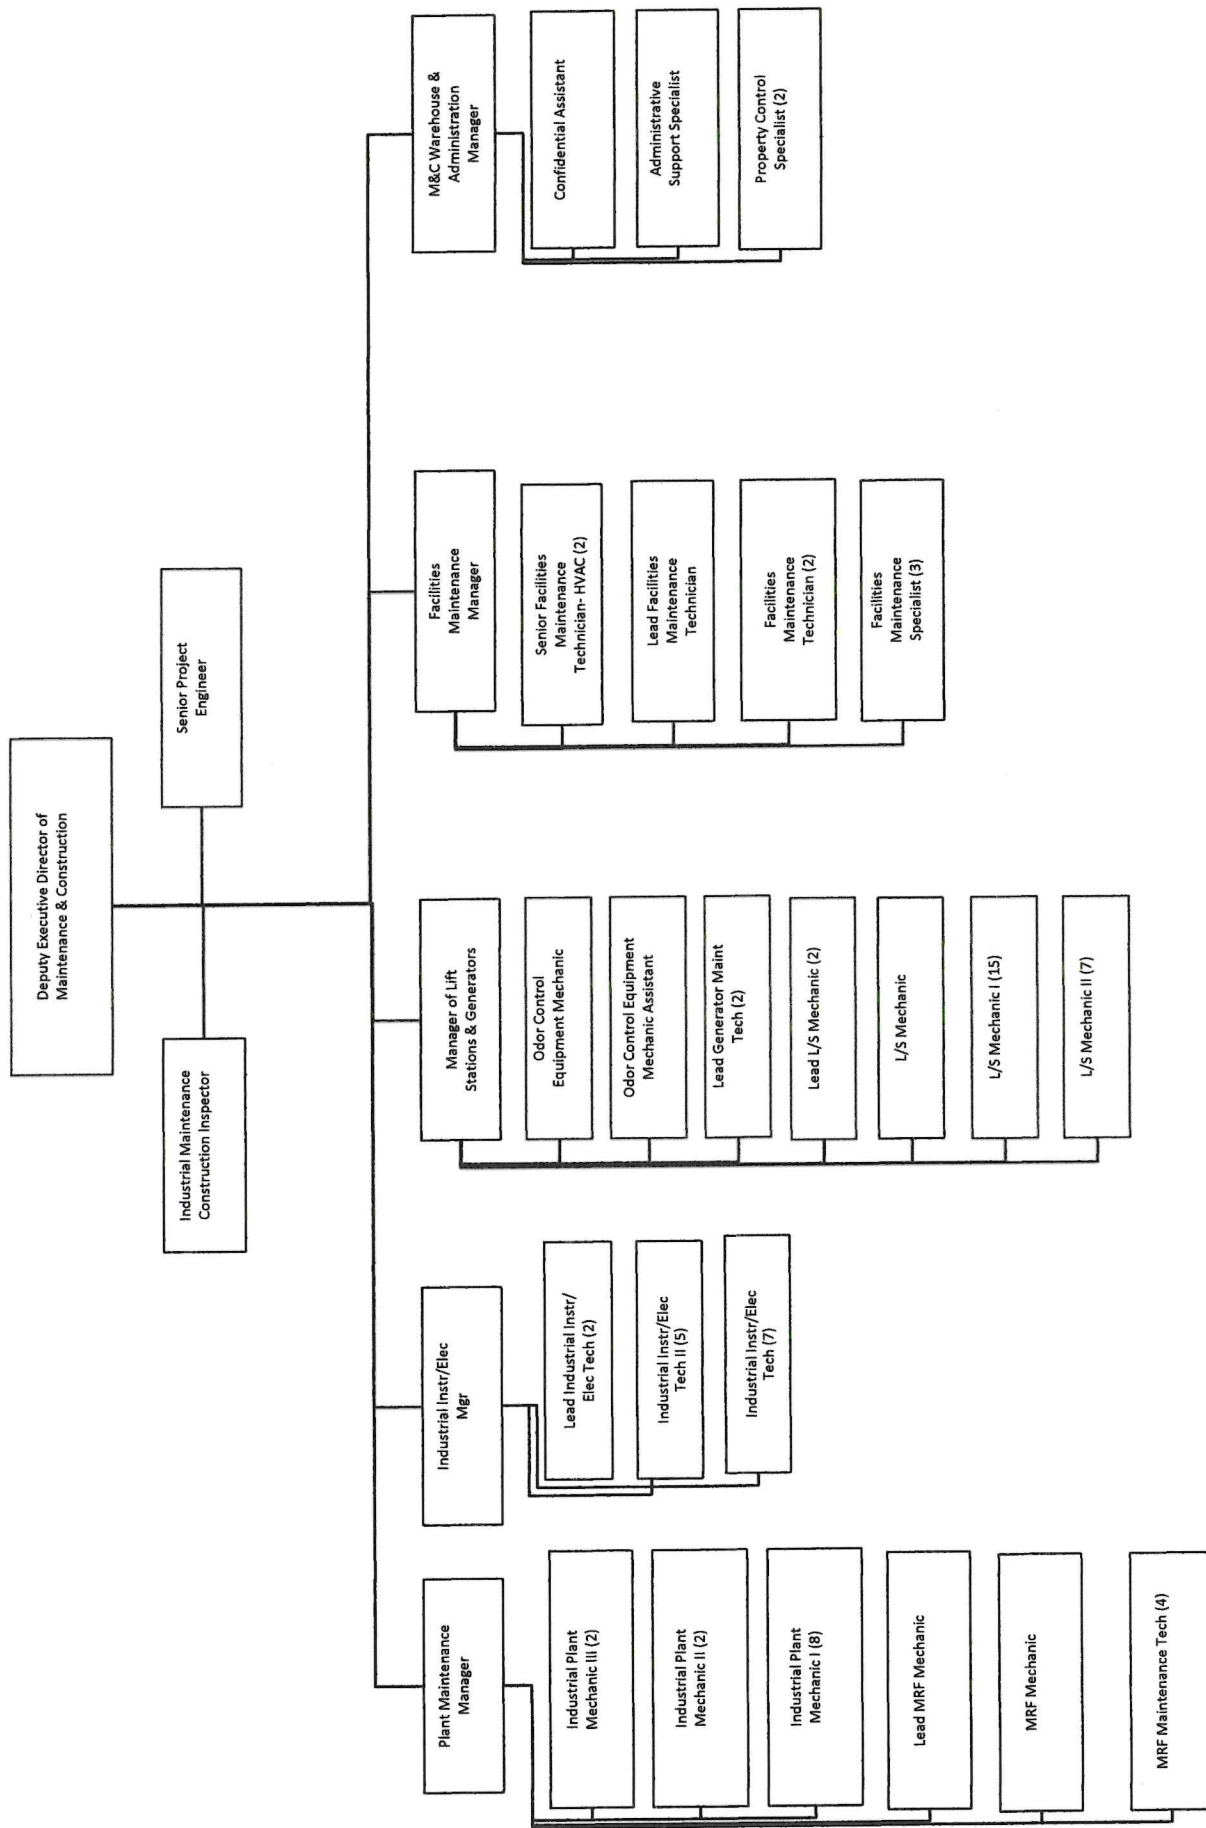 Deputy Executive Director of
Maintenance & Construction
Industrial Maintenance
Construction Inspector
Senior Project
Engineer
Plant Maintenance
Manager
Industrial Plant
Mechanic III (2)
Industrial Plant
Mechanic II (2)
Industrial Plant
Mechanic I (8)
Lead MRF Mechanic
MRF Mechanic
MRF Maintenance Tech (4)
Industrial Instr/Elec
Mgr
Lead Industrial Instr/
Elec Tech (2)
Industrial Instr/Elec
Tech II (5)
Industrial Instr/Elec
Tech (7)
Manager of Lift
Stations & Generators
Odor Control
Equipment Mechanic
Odor Control Equipment
Mechanic Assistant
Lead Generator Maint
Tech (2)
Lead L/S Mechanic (2)
L/S Mechanic
L/S Mechanic I (15)
L/S Mechanic II (7)
Facilities
Maintenance
Manager
Senior Facilities
Maintenance
Technician- HVAC (2)
Lead Facilities
Maintenance
Technician
Facilities
Maintenance
Technician (2)
Facilities
Maintenance
Specialist (3)
M&C Warehouse &
Administration
Manager
Confidential Assistant
Administrative
Support Specialist
Property Control
Specialist (2)